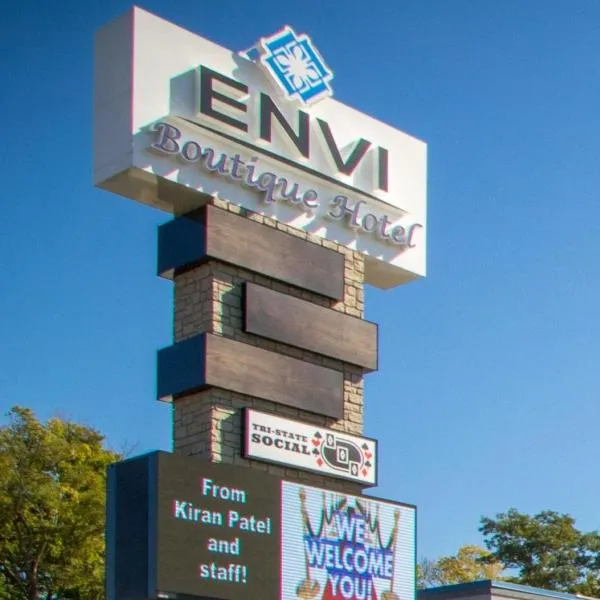 ENVI
Boutique Hotel
TRI-STATE
SOCIAL
From
Kiran Patel
and
staff!
WE
WELCOME
YOU!